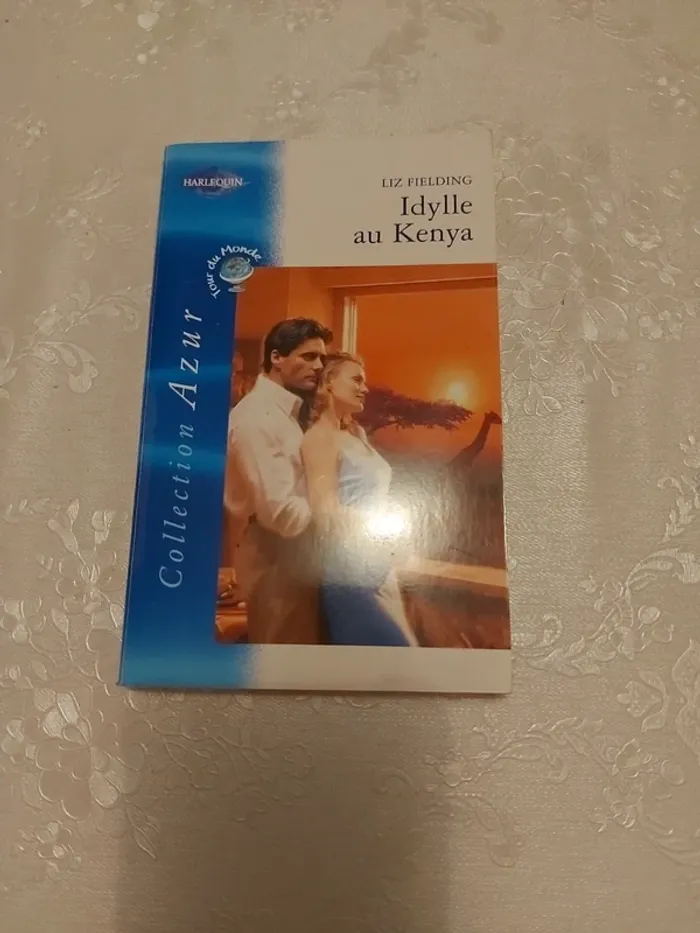 HARLEQUIN
LIZ FIELDING
Idylle
au Kenya
Tour du Monde
Collection Azur